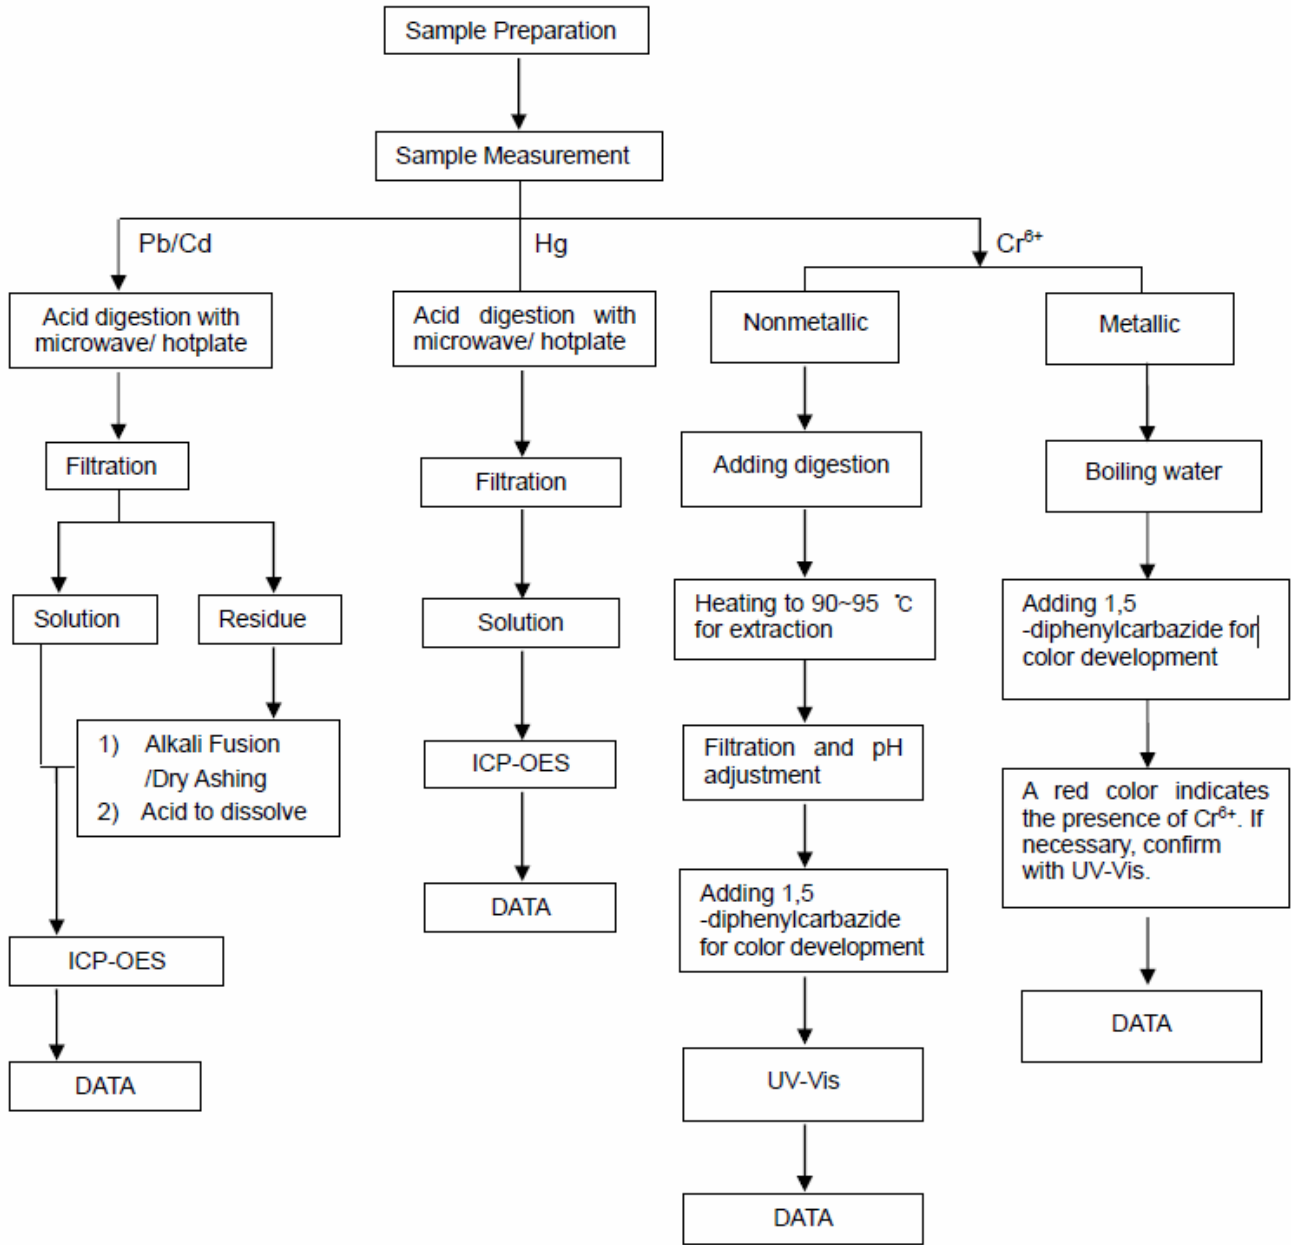 Sample Preparation
Sample Measurement
Pb/Cd
Hg
Cr⁶⁺
Acid digestion with
microwave/ hotplate
Acid digestion with
microwave/ hotplate
Nonmetallic
Metallic
Filtration
Adding digestion
Boiling water
Filtration
Solution
Residue
Solution
Heating to 90~95 ℃
for extraction
Adding 1,5
-diphenylcarbazide for
color development
1) Alkali Fusion
/Dry Ashing
2) Acid to dissolve
ICP-OES
Filtration and pH
adjustment
A red color indicates
the presence of Cr⁶⁺. If
necessary, confirm
with UV-Vis.
DATA
Adding 1,5
-diphenylcarbazide
for color development
ICP-OES
DATA
DATA
UV-Vis
DATA